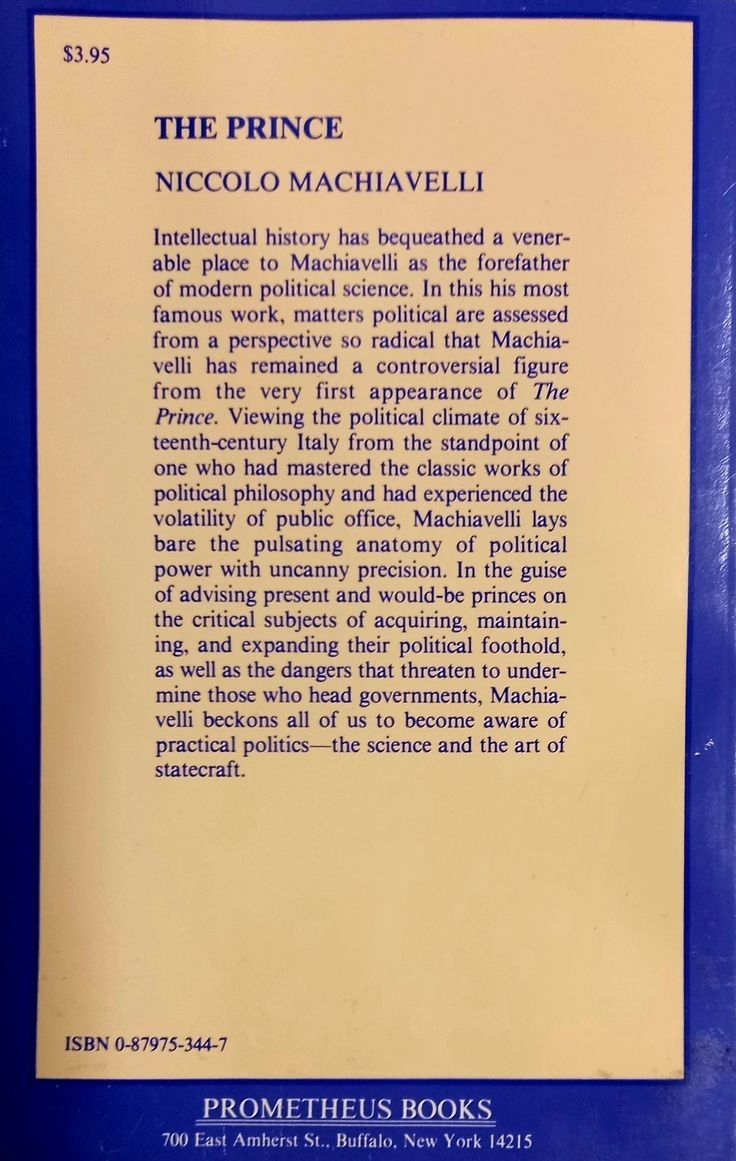 $3.95
THE PRINCE
NICCOLO MACHIAVELLI
Intellectual history has bequeathed a vener-
able place to Machiavelli as the forefather
of modern political science. In this his most
famous work, matters political are assessed
from a perspective so radical that Machia-
velli has remained a controversial figure
from the very first appearance of The
Prince. Viewing the political climate of six-
teenth-century Italy from the standpoint of
one who had mastered the classic works of
political philosophy and had experienced the
volatility of public office, Machiavelli lays
bare the pulsating anatomy of political
power with uncanny precision. In the guise
of advising present and would-be princes on
the critical subjects of acquiring, maintain-
ing, and expanding their political foothold,
as well as the dangers that threaten to under-
mine those who head governments, Machia-
velli beckons all of us to become aware of
practical politics—the science and the art of
statecraft.
ISBN 0-87975-344-7
PROMETHEUS BOOKS
700 East Amherst St., Buffalo, New York 14215